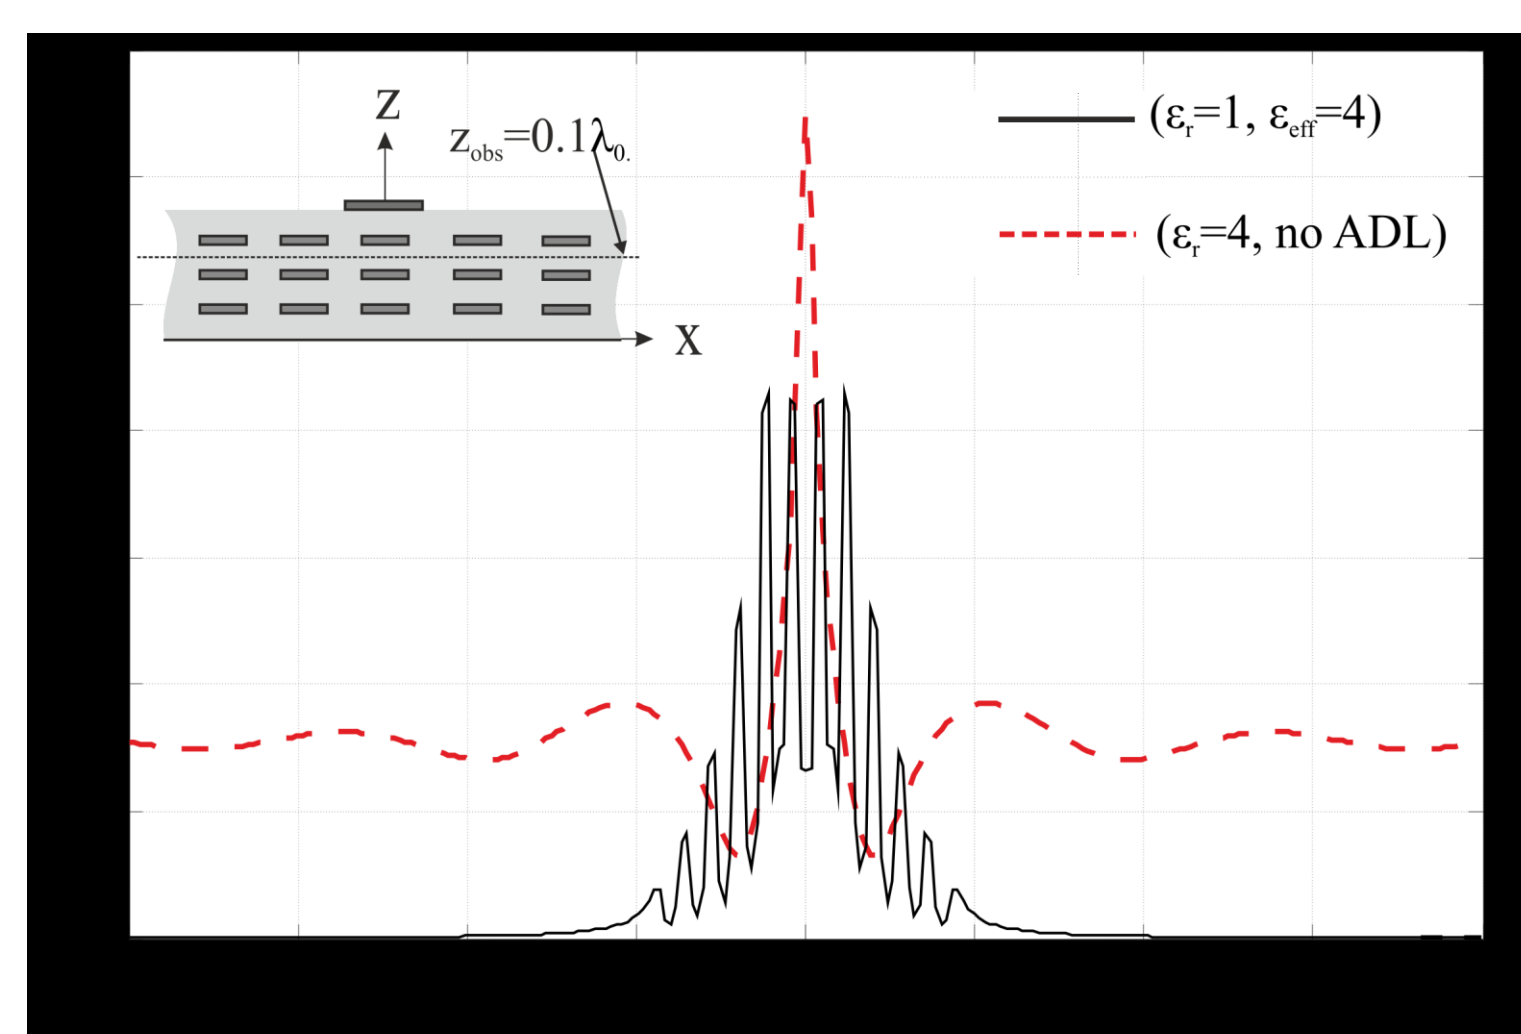 Z
z_obs=0.1λ_0.
X
(ε_r=1, ε_eff=4)
(ε_r=4, no ADL)